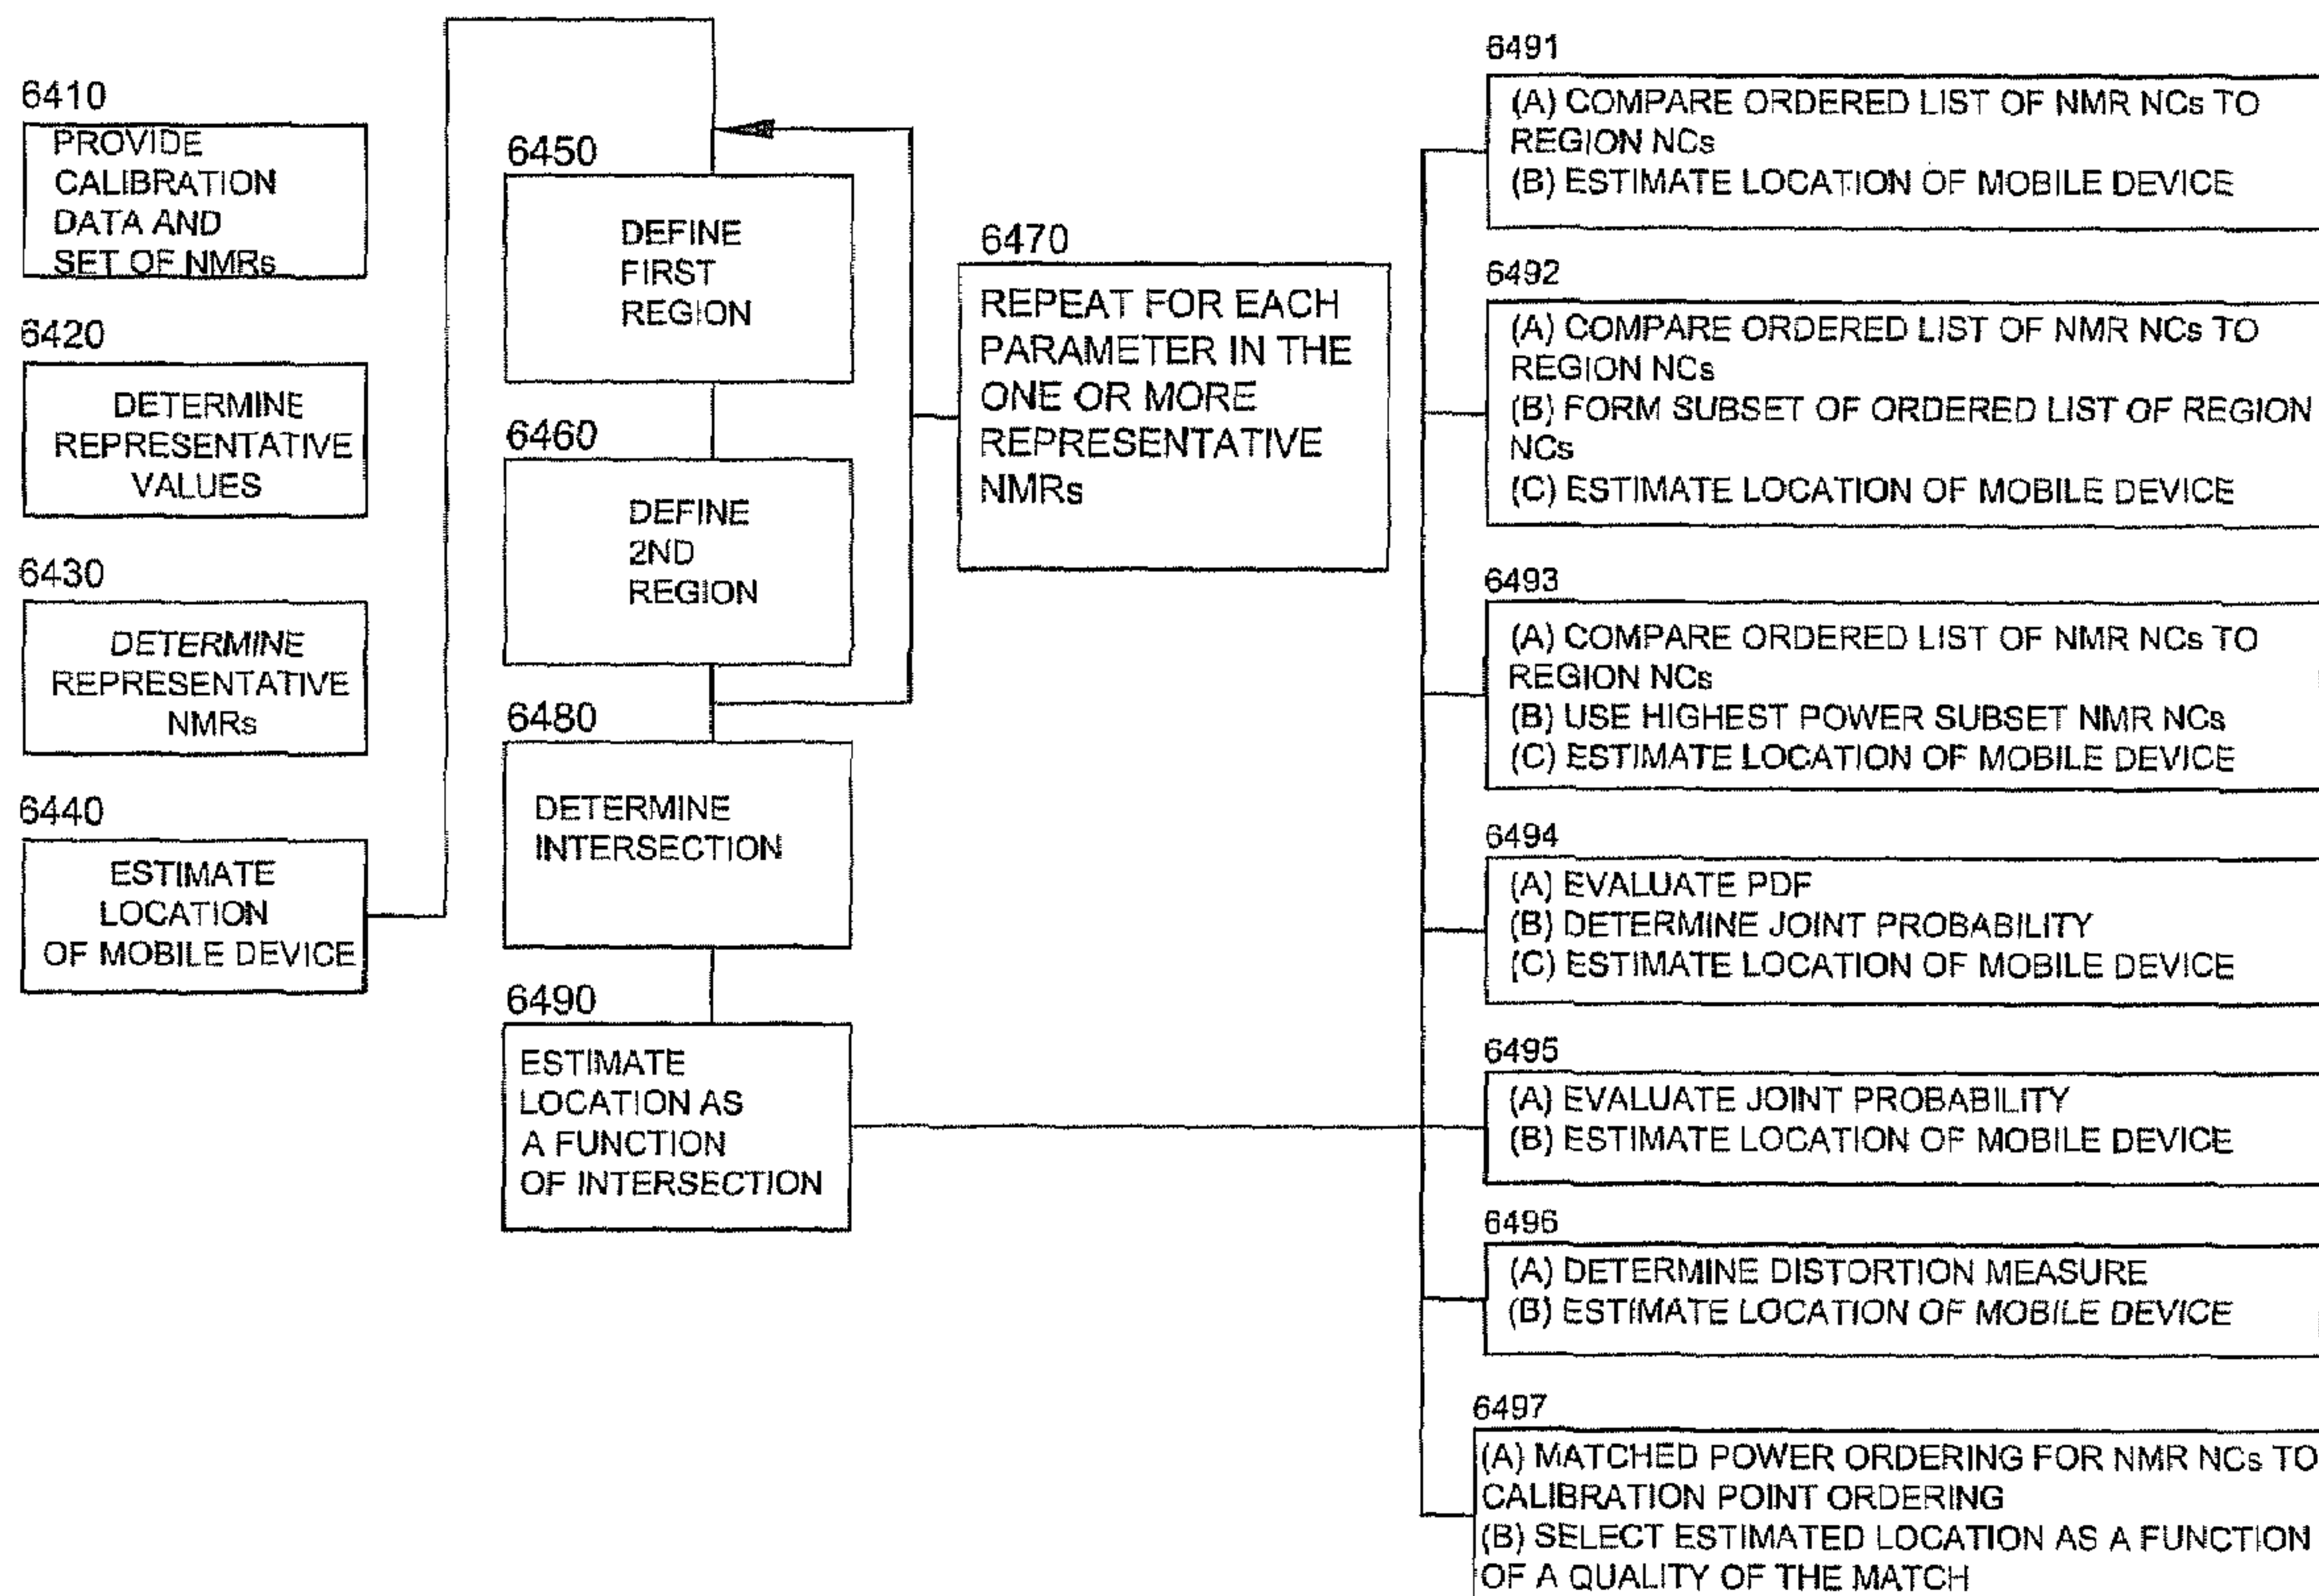 6410
PROVIDE
CALIBRATION
DATA AND
SET OF NMRs
6420
DETERMINE
REPRESENTATIVE
VALUES
6430
DETERMINE
REPRESENTATIVE
NMRs
6440
ESTIMATE
LOCATION
OF MOBILE DEVICE
6450
DEFINE
FIRST
REGION
6460
DEFINE
2ND
REGION
6470
REPEAT FOR EACH
PARAMETER IN THE
ONE OR MORE
REPRESENTATIVE
NMRs
6480
DETERMINE
INTERSECTION
6490
ESTIMATE
LOCATION AS
A FUNCTION
OF INTERSECTION
6491
(A) COMPARE ORDERED LIST OF NMR NCs TO
REGION NCs
(B) ESTIMATE LOCATION OF MOBILE DEVICE
6492
(A) COMPARE ORDERED LIST OF NMR NCs TO
REGION NCs
(B) FORM SUBSET OF ORDERED LIST OF REGION
NCs
(C) ESTIMATE LOCATION OF MOBILE DEVICE
6493
(A) COMPARE ORDERED LIST OF NMR NCs TO
REGION NCs
(B) USE HIGHEST POWER SUBSET NMR NCs
(C) ESTIMATE LOCATION OF MOBILE DEVICE
6494
(A) EVALUATE PDF
(B) DETERMINE JOINT PROBABILITY
(C) ESTIMATE LOCATION OF MOBILE DEVICE
6495
(A) EVALUATE JOINT PROBABILITY
(B) ESTIMATE LOCATION OF MOBILE DEVICE
6496
(A) DETERMINE DISTORTION MEASURE
(B) ESTIMATE LOCATION OF MOBILE DEVICE
6497
(A) MATCHED POWER ORDERING FOR NMR NCs TO
CALIBRATION POINT ORDERING
(B) SELECT ESTIMATED LOCATION AS A FUNCTION
OF A QUALITY OF THE MATCH